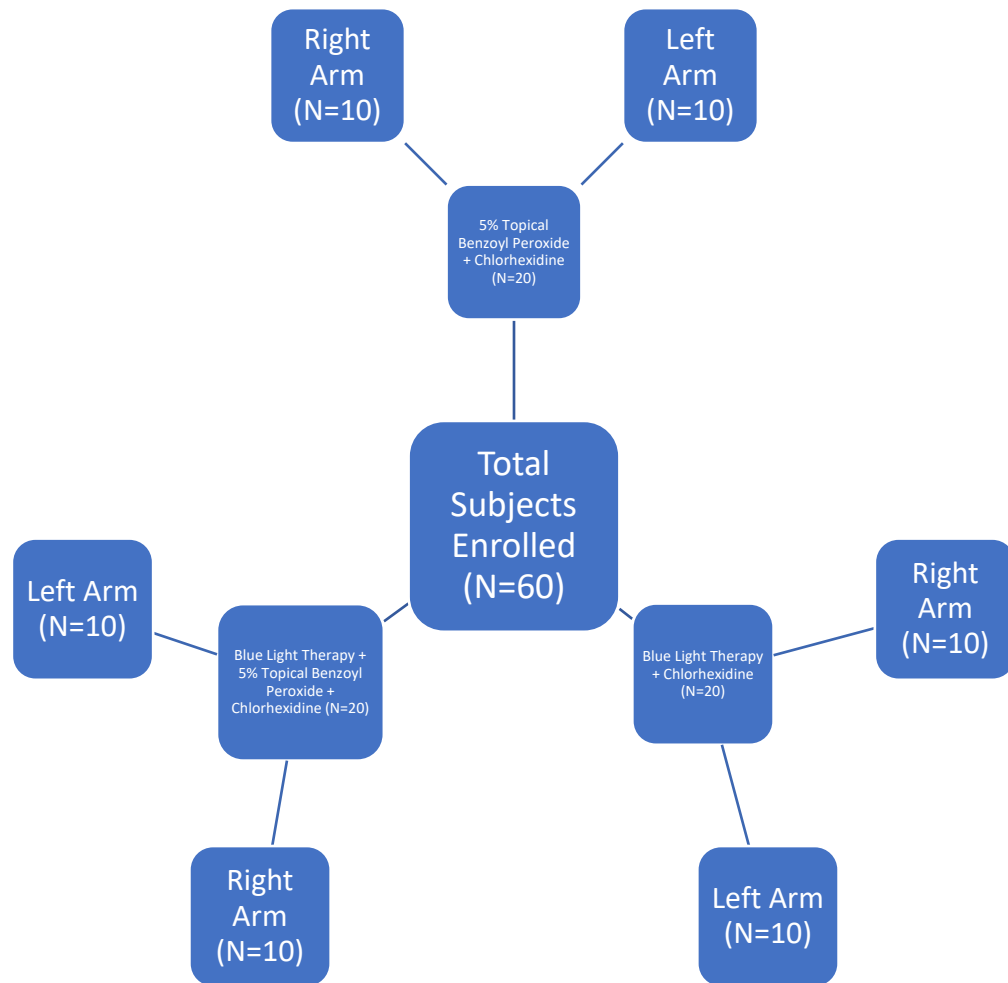 Right
Arm
(N=10)
Left
Arm
(N=10)
5% Topical
Benzoyl Peroxide
+ Chlorhexidine
(N=20)
Total
Subjects
Enrolled
(N=60)
Left Arm
(N=10)
Blue Light Therapy +
5% Topical Benzoyl
Peroxide +
Chlorhexidine (N=20)
Blue Light Therapy
+ Chlorhexidine
(N=20)
Right
Arm
(N=10)
Right
Arm
(N=10)
Left Arm
(N=10)